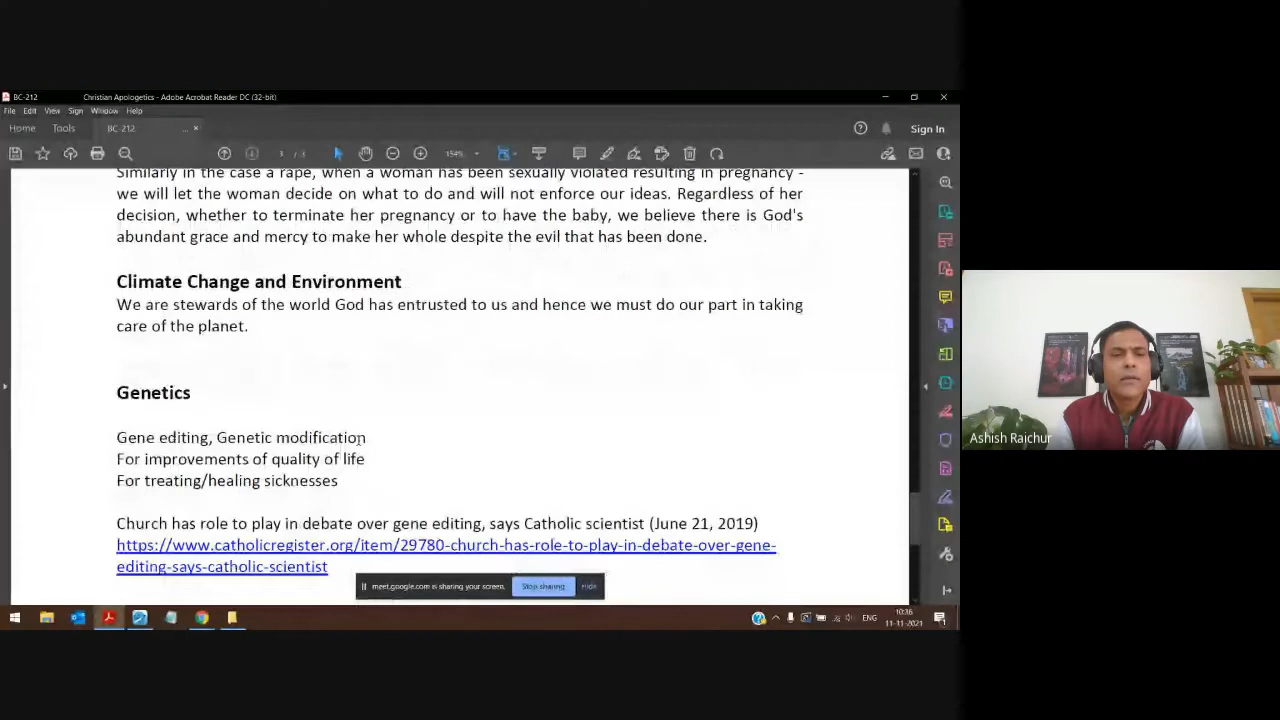 BC-212 Christian Apologetics - Adobe Acrobat Reader DC (32-bit)
File Edit View Sign Window Help
Home Tools BC-212 ... ×
Sign In
3 / 3 154%
Similarly in the case a rape, when a woman has been sexually violated resulting in pregnancy -
we will let the woman decide on what to do and will not enforce our ideas. Regardless of her
decision, whether to terminate her pregnancy or to have the baby, we believe there is God's
abundant grace and mercy to make her whole despite the evil that has been done.
Climate Change and Environment
We are stewards of the world God has entrusted to us and hence we must do our part in taking
care of the planet.
Genetics
Gene editing, Genetic modification
For improvements of quality of life
For treating/healing sicknesses
Church has role to play in debate over gene editing, says Catholic scientist (June 21, 2019)
https://www.catholicregister.org/item/29780-church-has-role-to-play-in-debate-over-gene-
editing-says-catholic-scientist
meet.google.com is sharing your screen. Stop sharing Hide
ENG 10:36
11-11-2021
Ashish Raichur